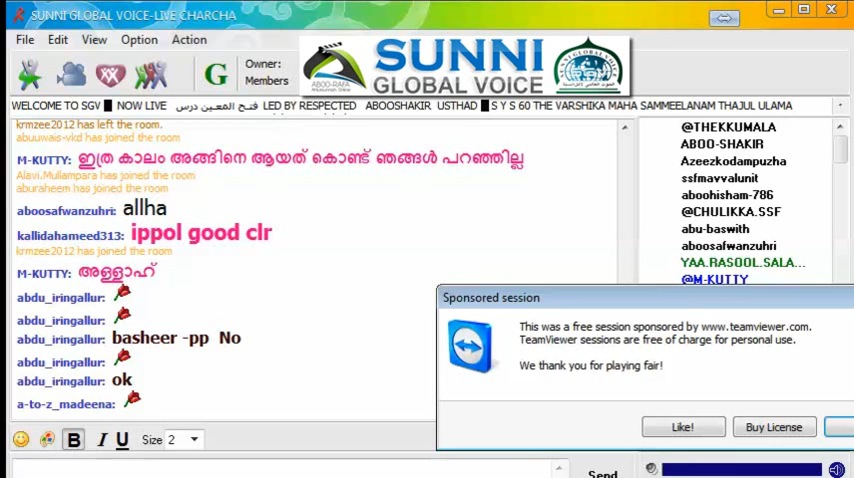 SUNNI GLOBAL VOICE-LIVE CHARCHA
File Edit View Option Action
G Owner:
Members
ABOO-RAFA
SUNNI
GLOBAL VOICE
WELCOME TO SGV █ NOW LIVE فتح المعين درس LED BY RESPECTED ABOOSHAKIR USTHAD █ S Y S 60 THE VARSHIKA MAHA SAMMEELANAM THAJUL ULAMA
krmzee2012 has left the room.
abuuwais-vkd has joined the room
M-KUTTY: ഇത്ര കാലം അങ്ങിനെ ആയത് കൊണ്ട് ഞങ്ങള്‍ പറഞ്ഞില്ല
Alavi.Mullampara has joined the room
aburaheem has joined the room
aboosafwanzuhri: allha
kallidahameed313: ippol good clr
krmzee2012 has joined the room
M-KUTTY: അള്ളാഹ്
abdu_iringallur:
abdu_iringallur:
abdu_iringallur: basheer -pp No
abdu_iringallur:
abdu_iringallur: ok
a-to-z_madeena:
@THEKKUMALA
ABOO-SHAKIR
Azeezkodampuzha
ssfmavvalunit
aboohisham-786
@CHULIKKA.SSF
abu-baswith
aboosafwanzuhri
YAA.RASOOL.SALA...
@M-KUTTY
Sponsored session
This was a free session sponsored by www.teamviewer.com.
TeamViewer sessions are free of charge for personal use.
We thank you for playing fair!
Like! Buy License
B I U Size 2
Send